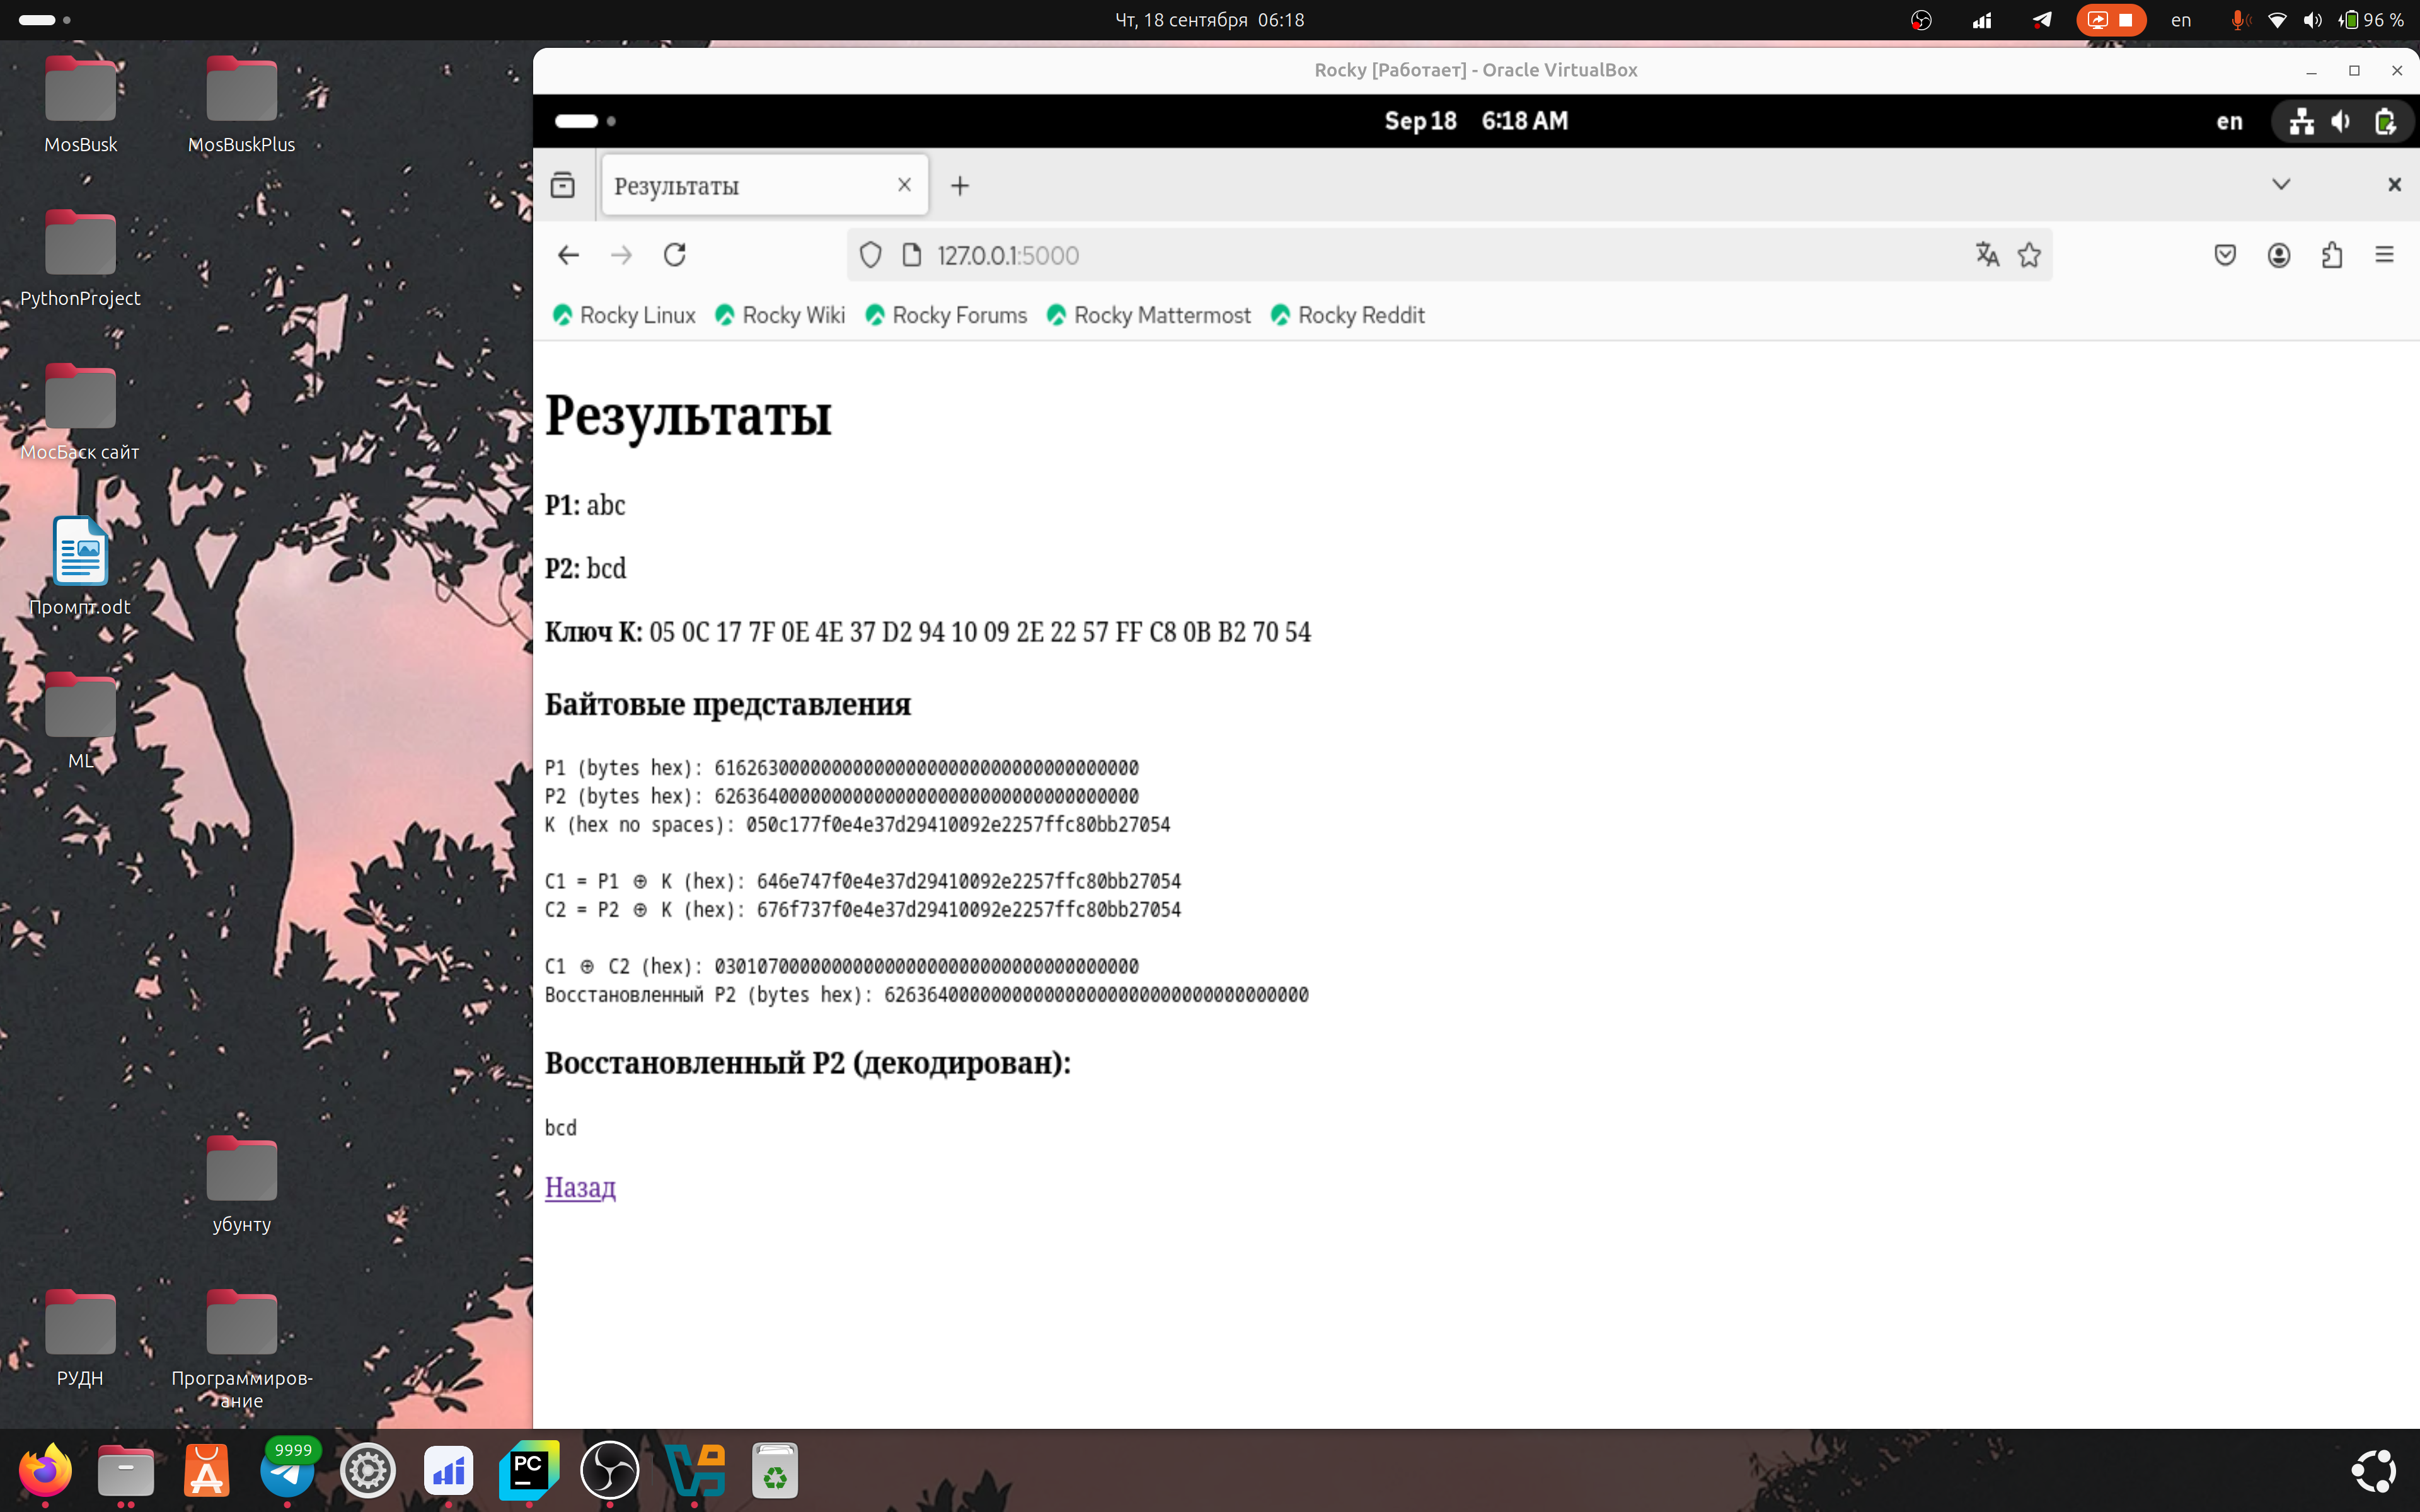 Чт, 18 сентября 06:18
en
96 %
MosBusk
MosBuskPlus
PythonProject
МосБаск сайт
Промпт.odt
ML
убунту
РУДН
Программиров-
ание
Rocky [Работает] - Oracle VirtualBox
Sep 18 6:18 AM
en
Результаты
127.0.0.1:5000
Rocky Linux
Rocky Wiki
Rocky Forums
Rocky Mattermost
Rocky Reddit
Результаты
P1: abc
P2: bcd
Ключ K: 05 0C 17 7F 0E 4E 37 D2 94 10 09 2E 22 57 FF C8 0B B2 70 54
Байтовые представления
P1 (bytes hex): 6162630000000000000000000000000000000000
P2 (bytes hex): 6263640000000000000000000000000000000000
K (hex no spaces): 050c177f0e4e37d29410092e2257ffc80bb27054
C1 = P1 ⊕ K (hex): 646e747f0e4e37d29410092e2257ffc80bb27054
C2 = P2 ⊕ K (hex): 676f737f0e4e37d29410092e2257ffc80bb27054
C1 ⊕ C2 (hex): 0301070000000000000000000000000000000000
Восстановленный P2 (bytes hex): 6263640000000000000000000000000000000000
Восстановленный P2 (декодирован):
bcd
Назад
9999
PC